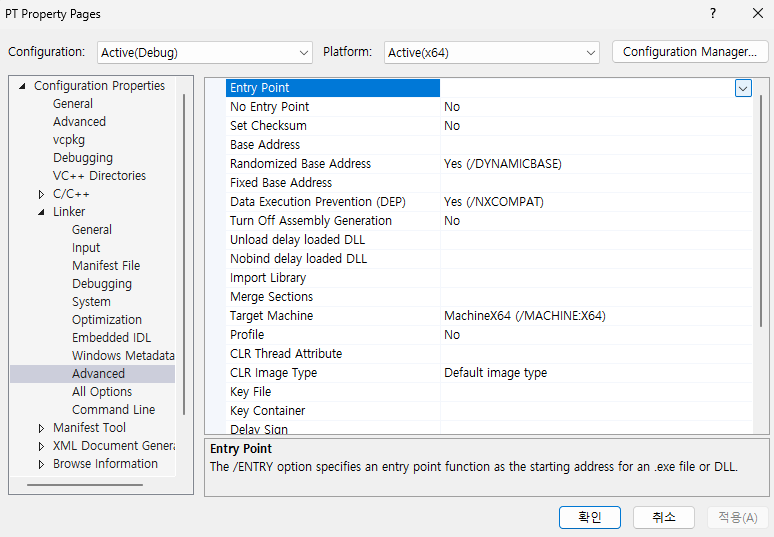 PT Property Pages
Configuration: Active(Debug) Platform: Active(x64) Configuration Manager...
Configuration Properties
General
Advanced
vcpkg
Debugging
VC++ Directories
C/C++
Linker
General
Input
Manifest File
Debugging
System
Optimization
Embedded IDL
Windows Metadata
Advanced
All Options
Command Line
Manifest Tool
XML Document Genera
Browse Information
Entry Point
No Entry Point No
Set Checksum No
Base Address
Randomized Base Address Yes (/DYNAMICBASE)
Fixed Base Address
Data Execution Prevention (DEP) Yes (/NXCOMPAT)
Turn Off Assembly Generation No
Unload delay loaded DLL
Nobind delay loaded DLL
Import Library
Merge Sections
Target Machine MachineX64 (/MACHINE:X64)
Profile No
CLR Thread Attribute
CLR Image Type Default image type
Key File
Key Container
Delay Sign
Entry Point
The /ENTRY option specifies an entry point function as the starting address for an .exe file or DLL.
확인 취소 적용(A)